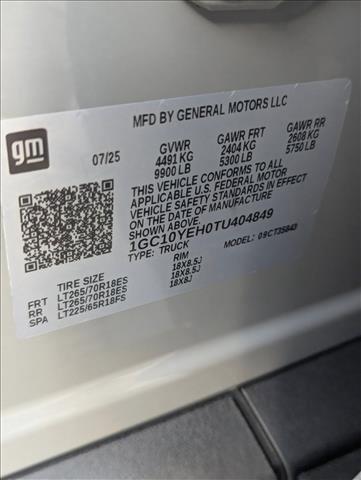 MFD BY GENERAL MOTORS LLC
gm
07/25 GVWR GAWR FRT GAWR RR
4491 KG 2404 KG 2608 KG
9900 LB 5300 LB 5750 LB
THIS VEHICLE CONFORMS TO ALL
APPLICABLE U.S. FEDERAL MOTOR
VEHICLE SAFETY STANDARDS
IN EFFECT ON THE DATE OF MANUFACTURE
SHOWN ABOVE.
1GC10YEH0TU404849
TYPE: TRUCK MODEL: 09CT35843
TIRE SIZE RIM
FRT LT265/70R18ES 18X8.5J
RR LT265/70R18ES 18X8.5J
SPA LT225/65R18FS 18X8J